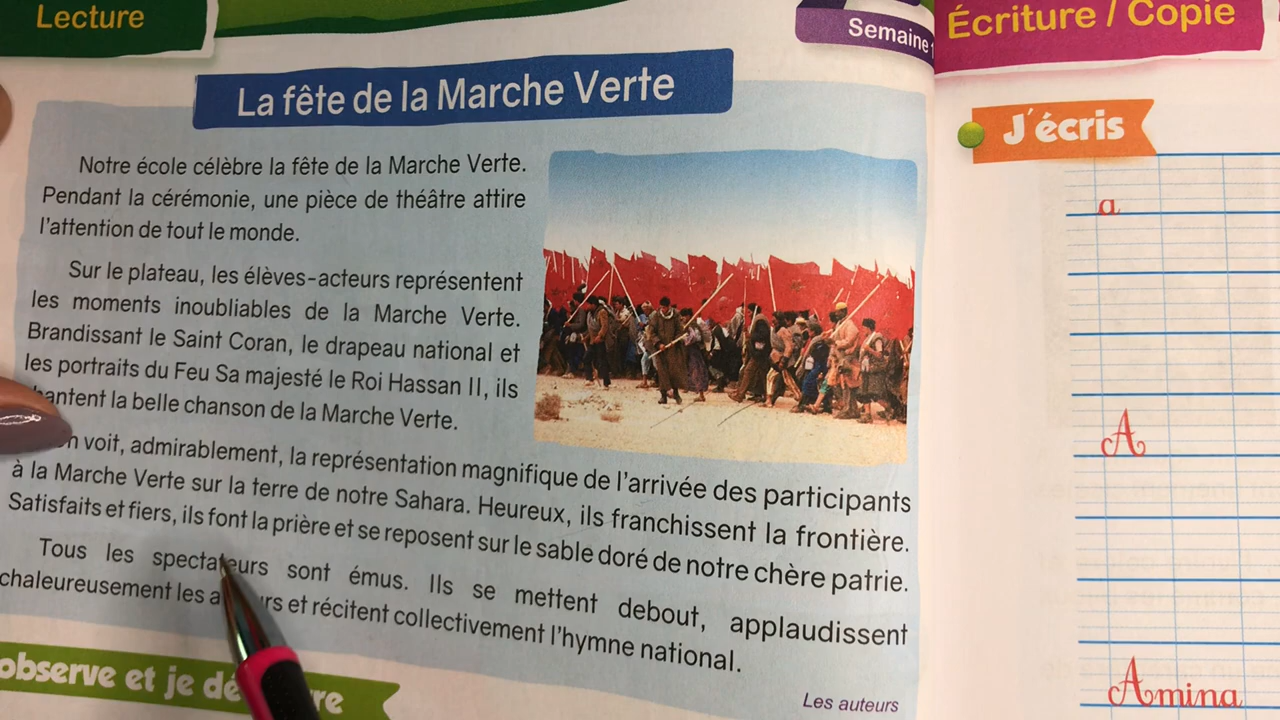 Lecture
Semaine
La fête de la Marche Verte
Notre école célèbre la fête de la Marche Verte.
Pendant la cérémonie, une pièce de théâtre attire
l'attention de tout le monde.
Sur le plateau, les élèves-acteurs représentent
les moments inoubliables de la Marche Verte.
Brandissant le Saint Coran, le drapeau national et
les portraits du Feu Sa majesté le Roi Hassan II, ils
la belle chanson de la Marche Verte.
voit, admirablement, la représentation magnifique de l'arrivée des participants
à la Marche Verte sur la terre de notre Sahara. Heureux, ils franchissent la frontière.
Satisfaits et fiers, ils font la prière et se reposent sur le sable doré de notre chère patrie.
Tous les spectateurs sont émus. Ils se mettent debout, applaudissent
chaleureusement les et récitent collectivement l'hymne national.
Les auteurs
observe et je
Écriture / Copie
J'écris
a
A
Amina